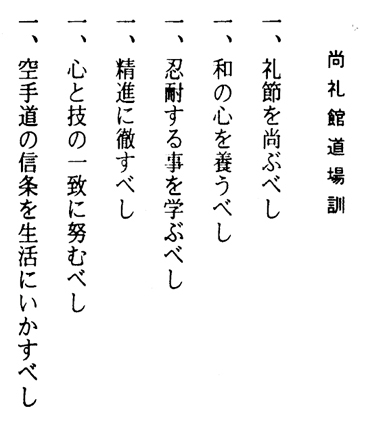 尚礼館道場訓
一、礼節を尚ぶべし
一、和の心を養うべし
一、忍耐する事を学ぶべし
一、精進に徹すべし
一、心と技の一致に努むべし
一、空手道の信条を生活にいかすべし